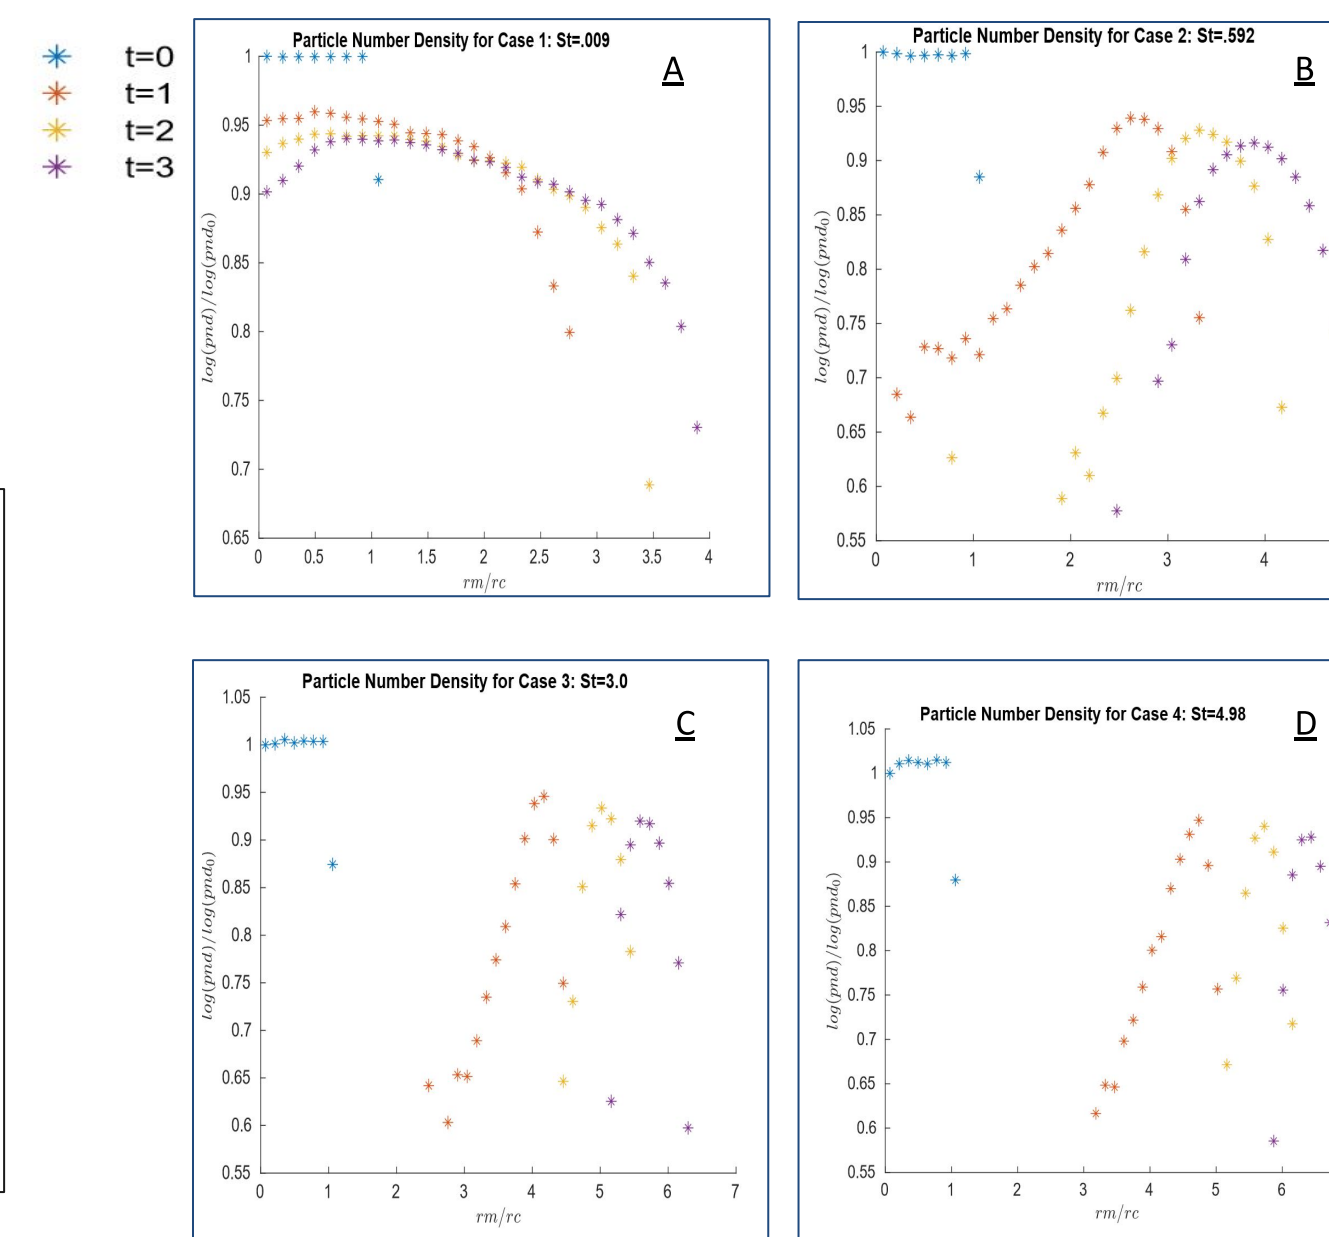 t=0
t=1
t=2
t=3
Particle Number Density for Case 1: St=.009
A
1
0.95
0.9
0.85
0.8
0.75
0.7
0.65
0 0.5 1 1.5 2 2.5 3 3.5 4
log(pnd)/log(pnd₀)
rm/rc
Particle Number Density for Case 2: St=.592
B
1
0.95
0.9
0.85
0.8
0.75
0.7
0.65
0.6
0.55
0 1 2 3 4
log(pnd)/log(pnd₀)
rm/rc
Particle Number Density for Case 3: St=3.0
C
1.05
1
0.95
0.9
0.85
0.8
0.75
0.7
0.65
0.6
0.55
0 1 2 3 4 5 6 7
log(pnd)/log(pnd₀)
rm/rc
Particle Number Density for Case 4: St=4.98
D
1.05
1
0.95
0.9
0.85
0.8
0.75
0.7
0.65
0.6
0.55
0 1 2 3 4 5 6
log(pnd)/log(pnd₀)
rm/rc